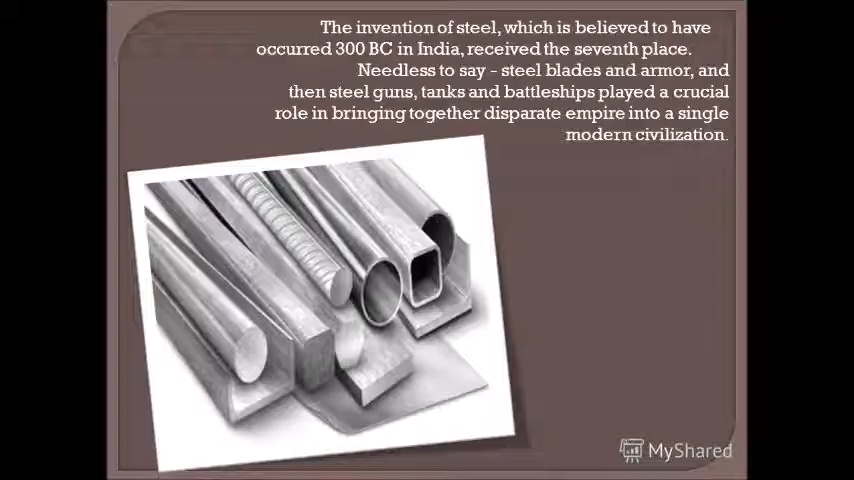 The invention of steel, which is believed to have
occurred 300 BC in India, received the seventh place.
Needless to say - steel blades and armor, and
then steel guns, tanks and battleships played a crucial
role in bringing together disparate empire into a single
modern civilization.
MyShared